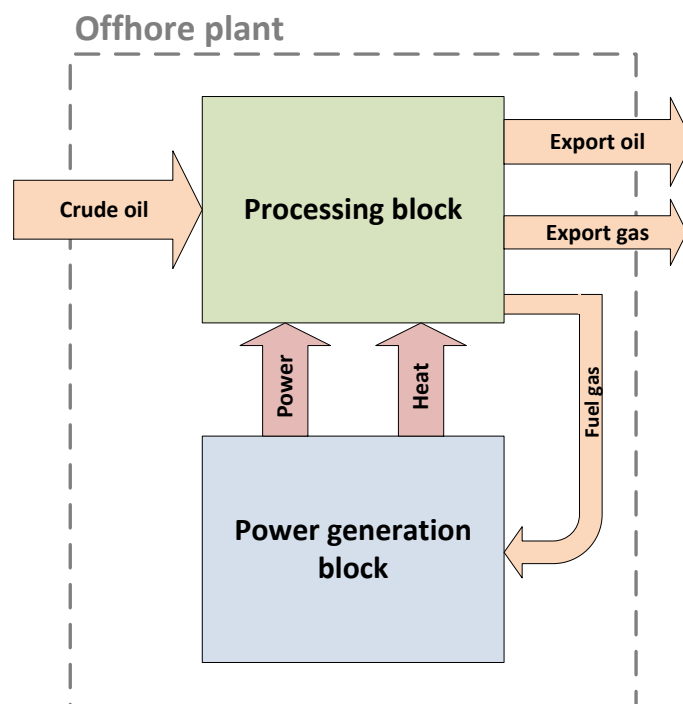 Offhore plant
Export oil
Crude oil
Processing block
Export gas
Power
Heat
Fuel gas
Power generation
block